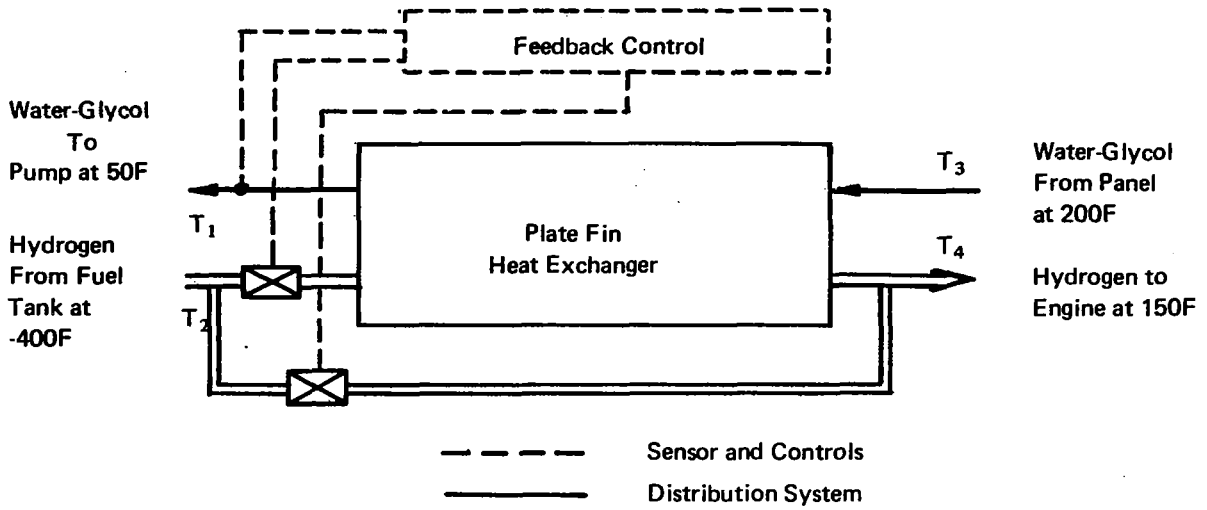 Feedback Control
Water-Glycol
To
Pump at 50F
T₁
Hydrogen
From Fuel
Tank at
-400F
T₂
Plate Fin
Heat Exchanger
T₃
Water-Glycol
From Panel
at 200F
T₄
Hydrogen to
Engine at 150F
Sensor and Controls
Distribution System